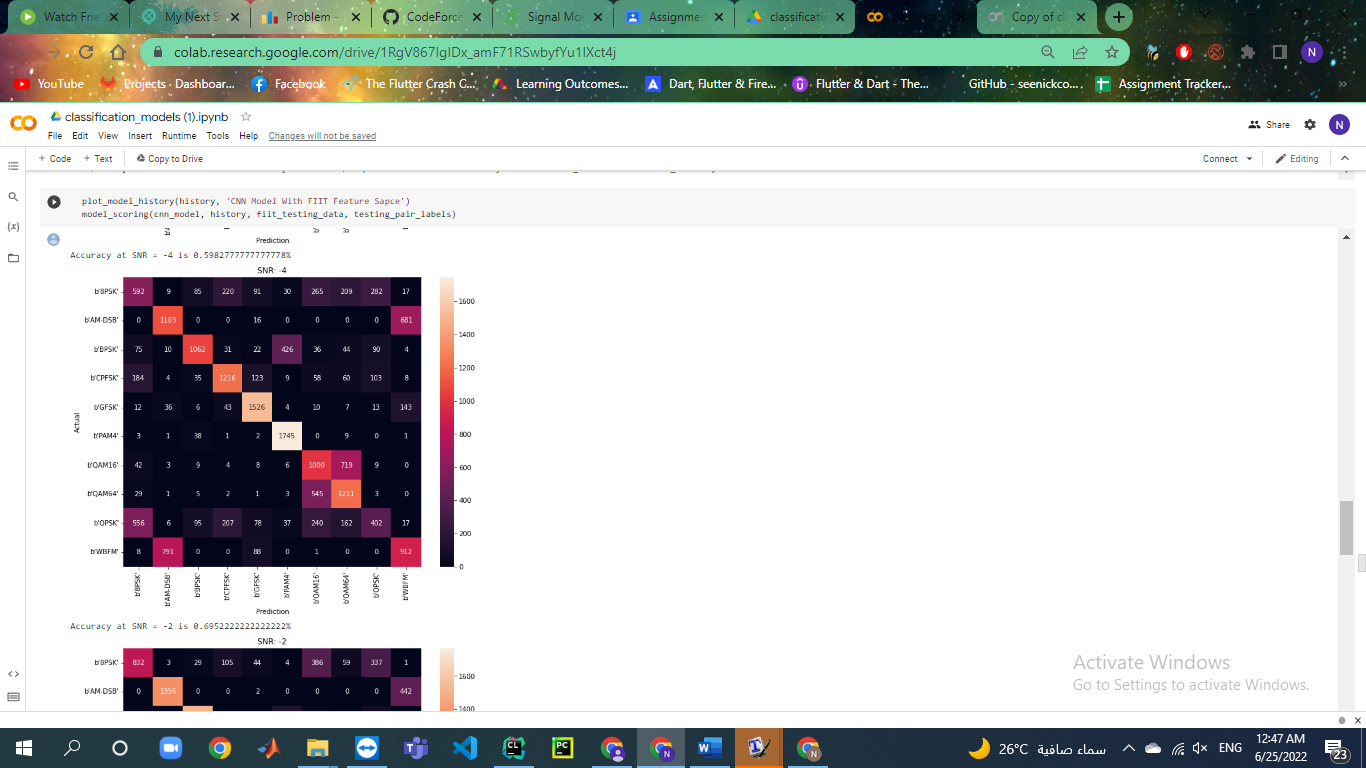 Watch Frie
My Next S
Problem -
CodeForce
Signal Mo
Assignmen
classificatio
Copy of cl
colab.research.google.com/drive/1RgV867IgIDx_amF71RSwbyfYu1IXct4j
N
YouTube
Projects · Dashboar...
Facebook
The Flutter Crash C...
Learning Outcomes...
Dart, Flutter & Fire...
Flutter & Dart - The...
GitHub - seenickco...
Assignment Tracker...
»
classification_models (1).ipynb
File Edit View Insert Runtime Tools Help Changes will not be saved
Share
N
+ Code + Text Copy to Drive
Connect
Editing
plot_model_history(history, 'CNN Model With FIIT Feature Sapce')
model_scoring(cnn_model, history, fiit_testing_data, testing_pair_labels)
Prediction
Accuracy at SNR = -4 is 0.5982777777777778%
SNR: -4
b'8PSK' 592 9 85 220 91 30 265 209 282 17
b'AM-DSB' 0 1103 0 0 16 0 0 0 0 681
b'BPSK' 75 10 1062 31 22 426 36 44 90 4
b'CPFSK' 184 4 35 1216 123 9 58 60 103 8
b'GFSK' 12 36 6 43 1526 4 10 7 13 143
b'PAM4' 3 1 38 1 2 1745 0 9 0 1
b'QAM16' 42 3 9 4 8 6 1000 719 9 0
b'QAM64' 29 1 5 2 1 3 545 1211 3 0
b'QPSK' 556 6 95 207 78 37 240 162 402 17
b'WBFM' 8 791 0 0 88 0 1 0 0 912
Actual
b'8PSK' b'AM-DSB' b'BPSK' b'CPFSK' b'GFSK' b'PAM4' b'QAM16' b'QAM64' b'QPSK' b'WBFM'
Prediction
1600
1400
1200
1000
800
600
400
200
0
Accuracy at SNR = -2 is 0.6952222222222222%
SNR: -2
b'8PSK' 832 3 29 105 44 4 386 59 337 1
b'AM-DSB' 0 1356 0 0 2 0 0 0 0 442
1600
1400
Activate Windows
Go to Settings to activate Windows.
26°C سماء صافية
ENG
12:47 AM
6/25/2022
23